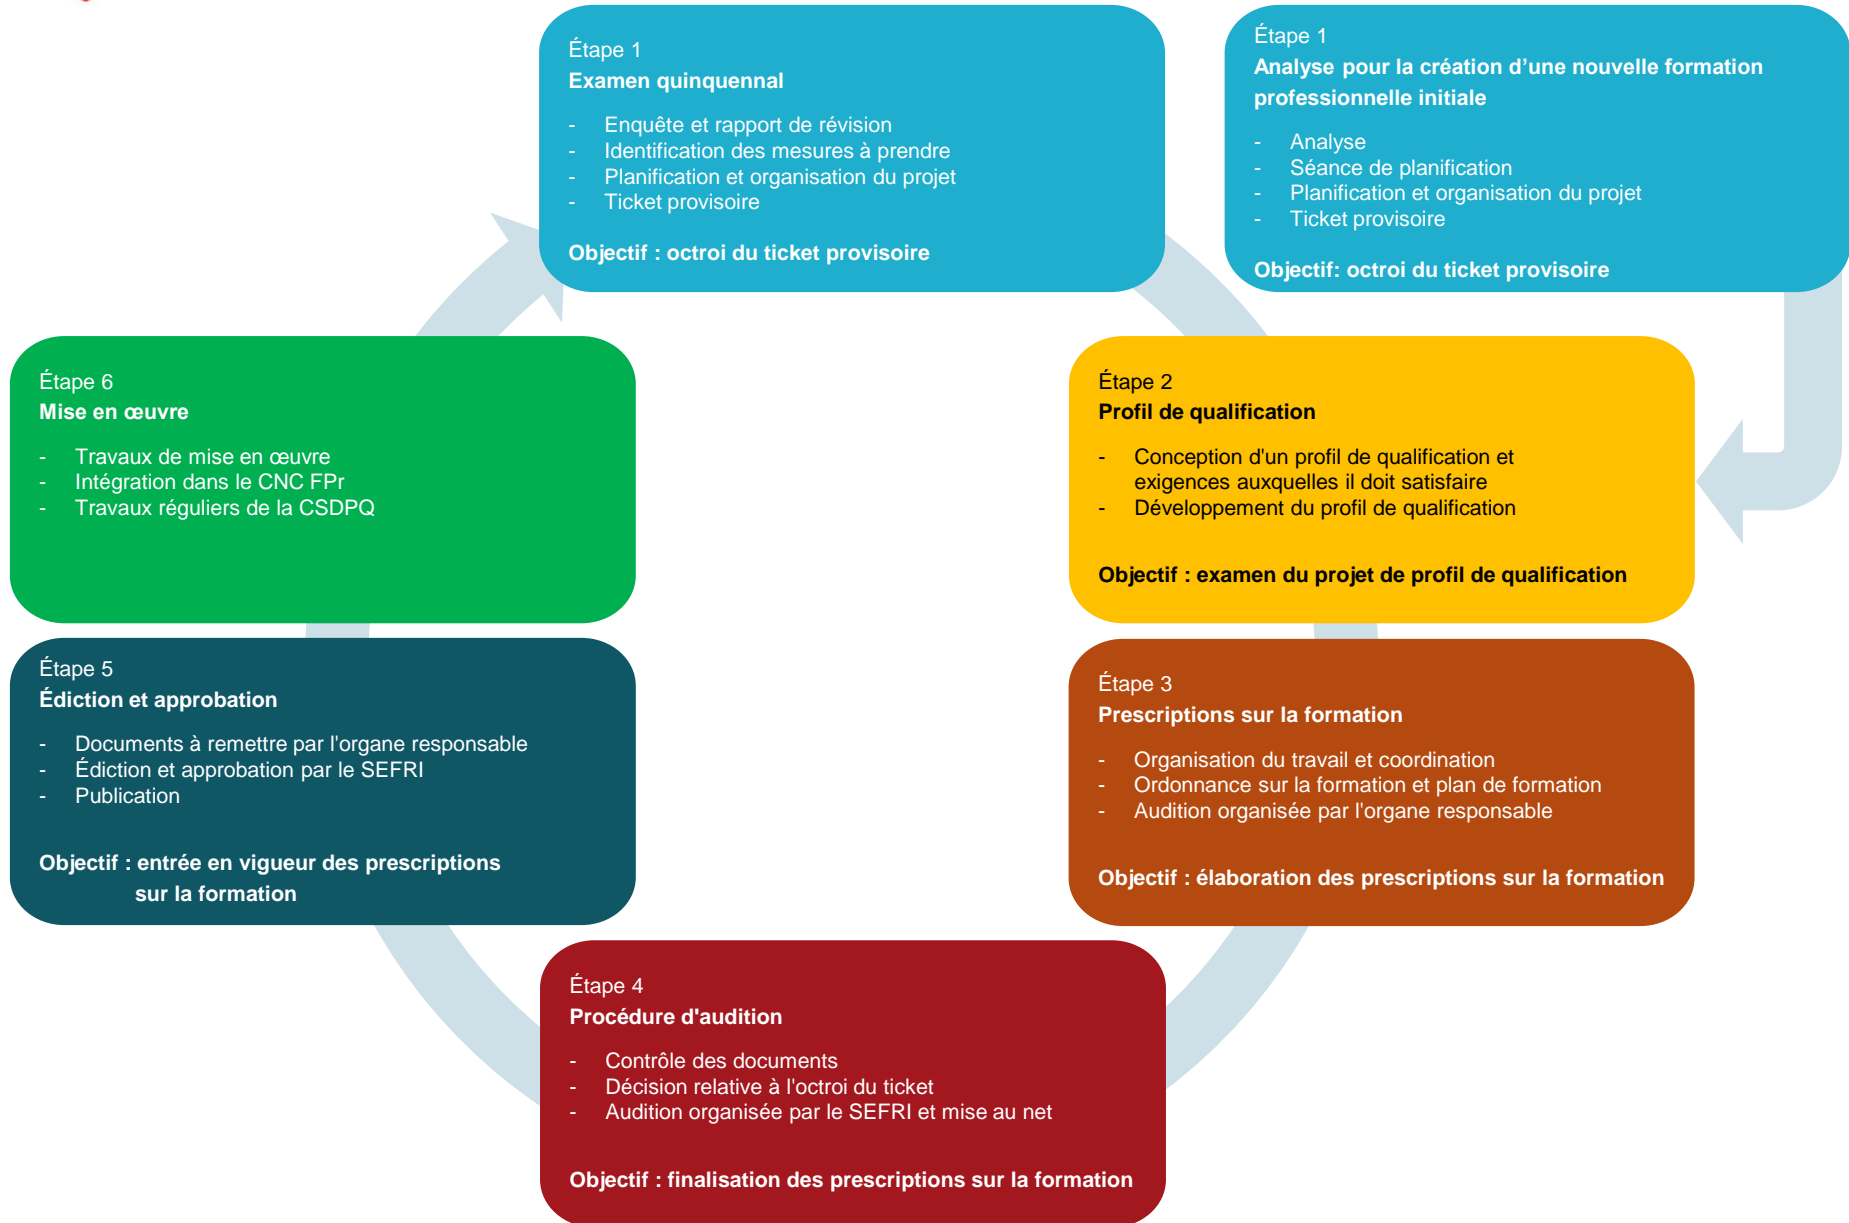 Étape 1
Examen quinquennal
- Enquête et rapport de révision
- Identification des mesures à prendre
- Planification et organisation du projet
- Ticket provisoire
Objectif : octroi du ticket provisoire
Étape 1
Analyse pour la création d’une nouvelle formation
professionnelle initiale
- Analyse
- Séance de planification
- Planification et organisation du projet
- Ticket provisoire
Objectif: octroi du ticket provisoire
Étape 2
Profil de qualification
- Conception d'un profil de qualification et
exigences auxquelles il doit satisfaire
- Développement du profil de qualification
Objectif : examen du projet de profil de qualification
Étape 3
Prescriptions sur la formation
- Organisation du travail et coordination
- Ordonnance sur la formation et plan de formation
- Audition organisée par l'organe responsable
Objectif : élaboration des prescriptions sur la formation
Étape 4
Procédure d'audition
- Contrôle des documents
- Décision relative à l'octroi du ticket
- Audition organisée par le SEFRI et mise au net
Objectif : finalisation des prescriptions sur la formation
Étape 5
Édiction et approbation
- Documents à remettre par l'organe responsable
- Édiction et approbation par le SEFRI
- Publication
Objectif : entrée en vigueur des prescriptions
sur la formation
Étape 6
Mise en œuvre
- Travaux de mise en œuvre
- Intégration dans le CNC FPr
- Travaux réguliers de la CSDPQ